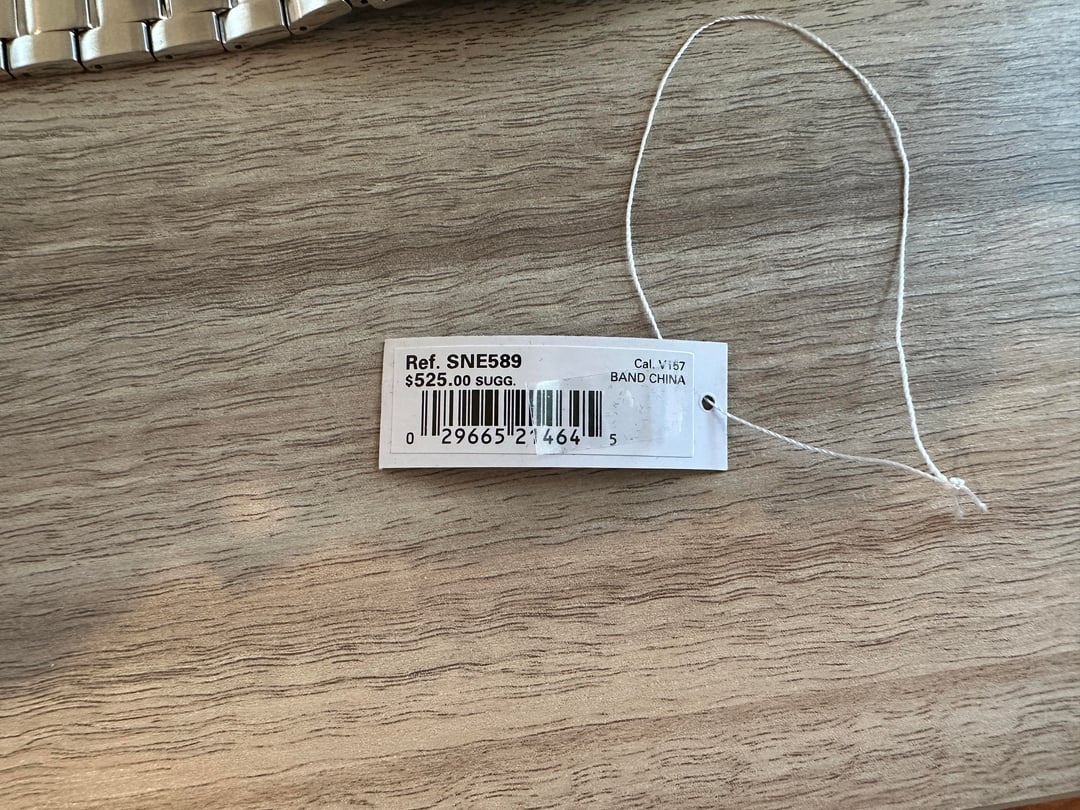 Ref. SNE589
$525.00 SUGG.
Cal. V157
BAND CHINA
0 29665 21464 5